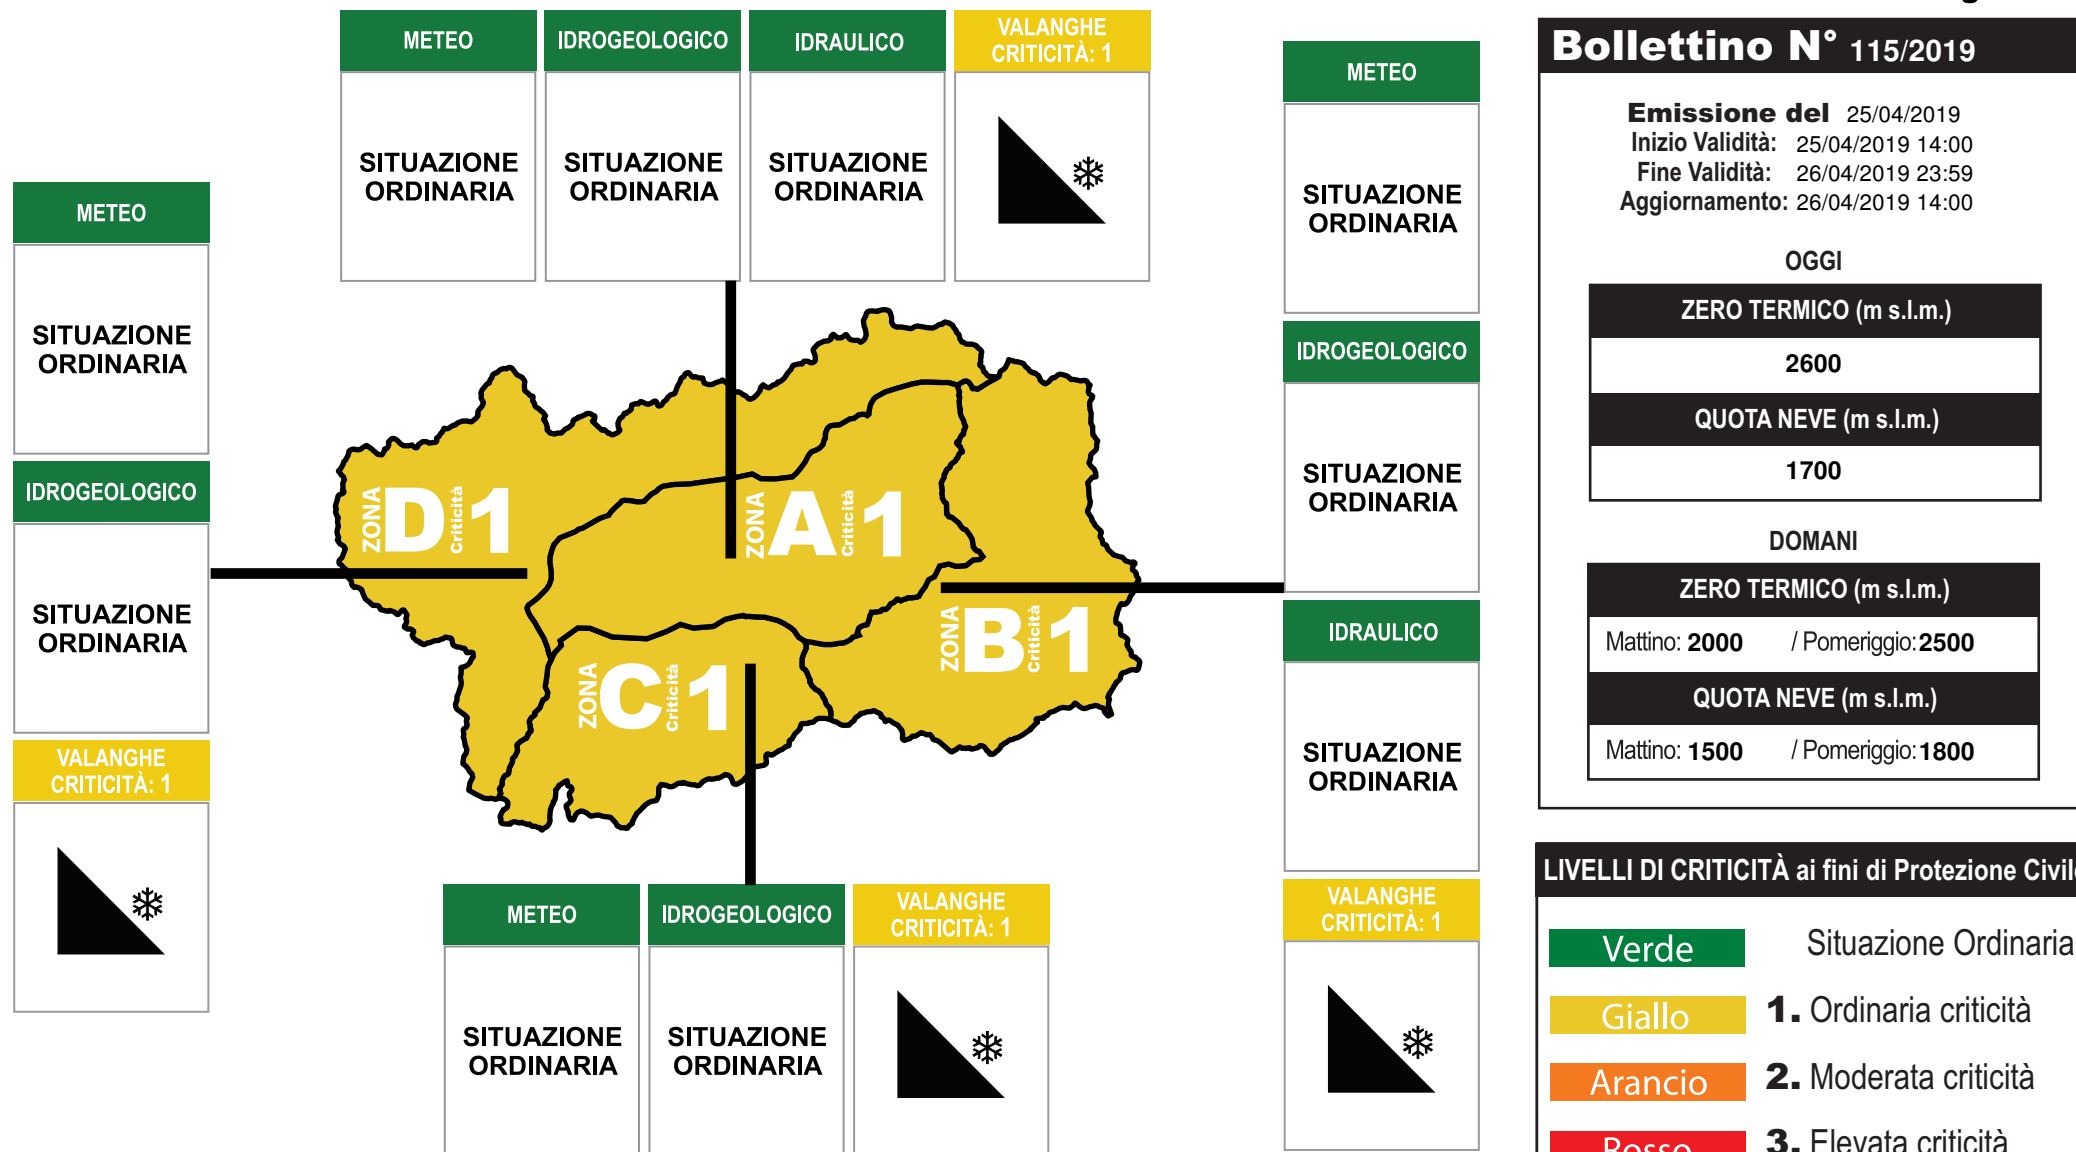 METEO
IDROGEOLOGICO
IDRAULICO
VALANGHE
CRITICITÀ: 1
SITUAZIONE
ORDINARIA
SITUAZIONE
ORDINARIA
SITUAZIONE
ORDINARIA
METEO
SITUAZIONE
ORDINARIA
IDROGEOLOGICO
SITUAZIONE
ORDINARIA
VALANGHE
CRITICITÀ: 1
ZONA D Criticità 1
ZONA A Criticità 1
ZONA B Criticità 1
ZONA C Criticità 1
METEO
IDROGEOLOGICO
VALANGHE
CRITICITÀ: 1
SITUAZIONE
ORDINARIA
SITUAZIONE
ORDINARIA
METEO
SITUAZIONE
ORDINARIA
IDROGEOLOGICO
SITUAZIONE
ORDINARIA
IDRAULICO
SITUAZIONE
ORDINARIA
VALANGHE
CRITICITÀ: 1
Bollettino N° 115/2019
Emissione del 25/04/2019
Inizio Validità: 25/04/2019 14:00
Fine Validità: 26/04/2019 23:59
Aggiornamento: 26/04/2019 14:00
OGGI
ZERO TERMICO (m s.l.m.)
2600
QUOTA NEVE (m s.l.m.)
1700
DOMANI
ZERO TERMICO (m s.l.m.)
Mattino: 2000 / Pomeriggio: 2500
QUOTA NEVE (m s.l.m.)
Mattino: 1500 / Pomeriggio: 1800
LIVELLI DI CRITICITÀ ai fini di Protezione Civile
Verde Situazione Ordinaria
Giallo 1. Ordinaria criticità
Arancio 2. Moderata criticità
Rosso 3. Elevata criticità